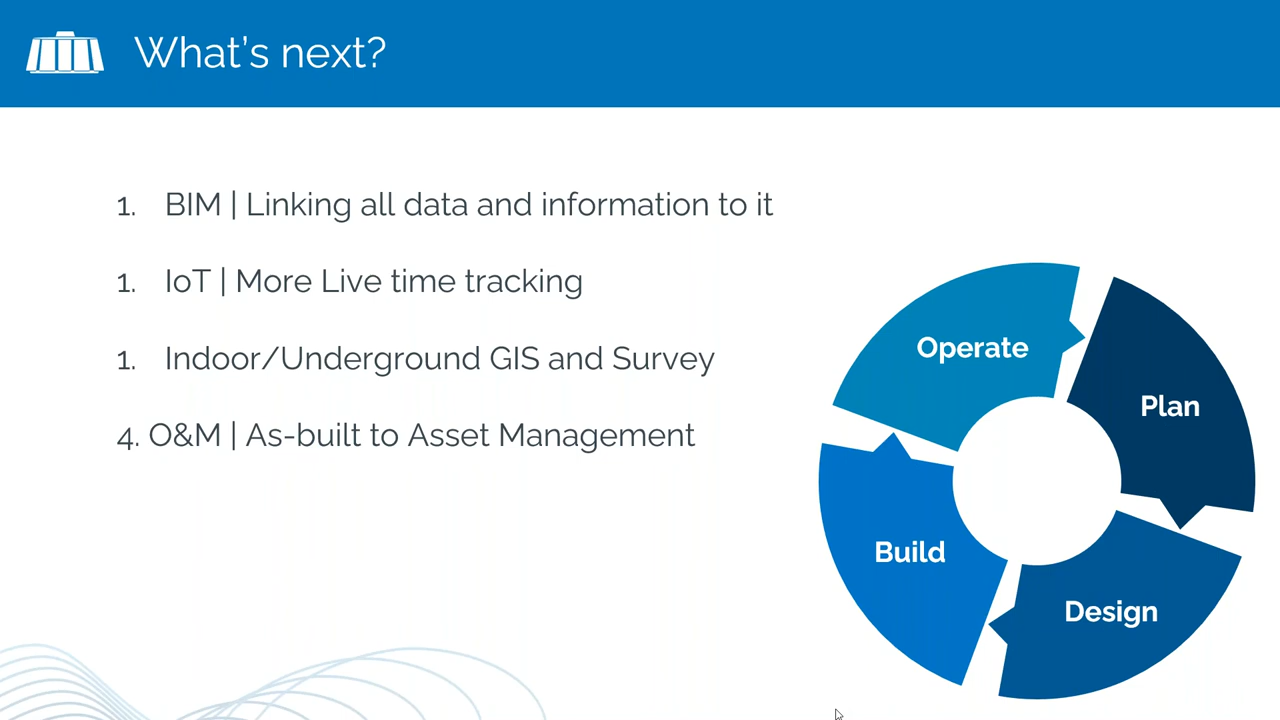 What's next?
1. BIM | Linking all data and information to it
1. IoT | More Live time tracking
1. Indoor/Underground GIS and Survey
4. O&M | As-built to Asset Management
Operate
Plan
Build
Design